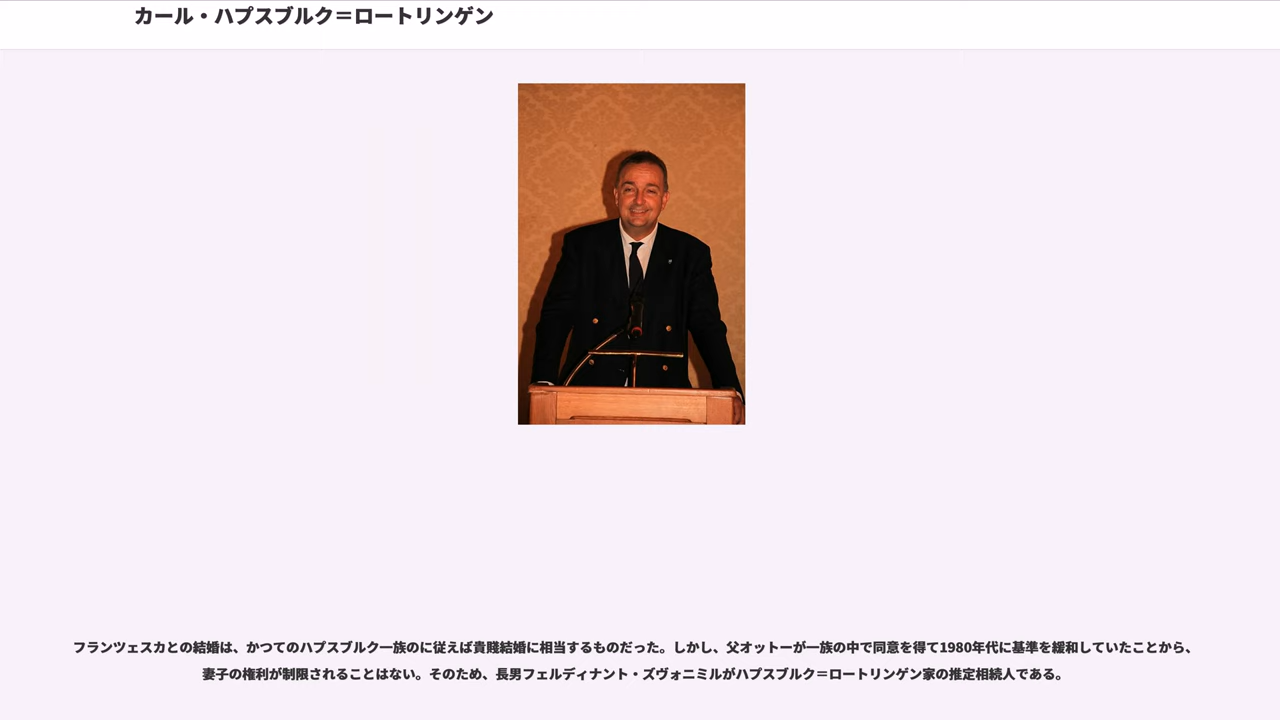 カール・ハプスブルク＝ロートリンゲン
フランツェスカとの結婚は、かつてのハプスブルク一族のに従えば貴賤結婚に相当するものだった。しかし、父オットーが一族の中で同意を得て1980年代に基準を緩和していたことから、
妻子の権利が制限されることはない。そのため、長男フェルディナント・ズヴォニミルがハプスブルク＝ロートリンゲン家の推定相続人である。